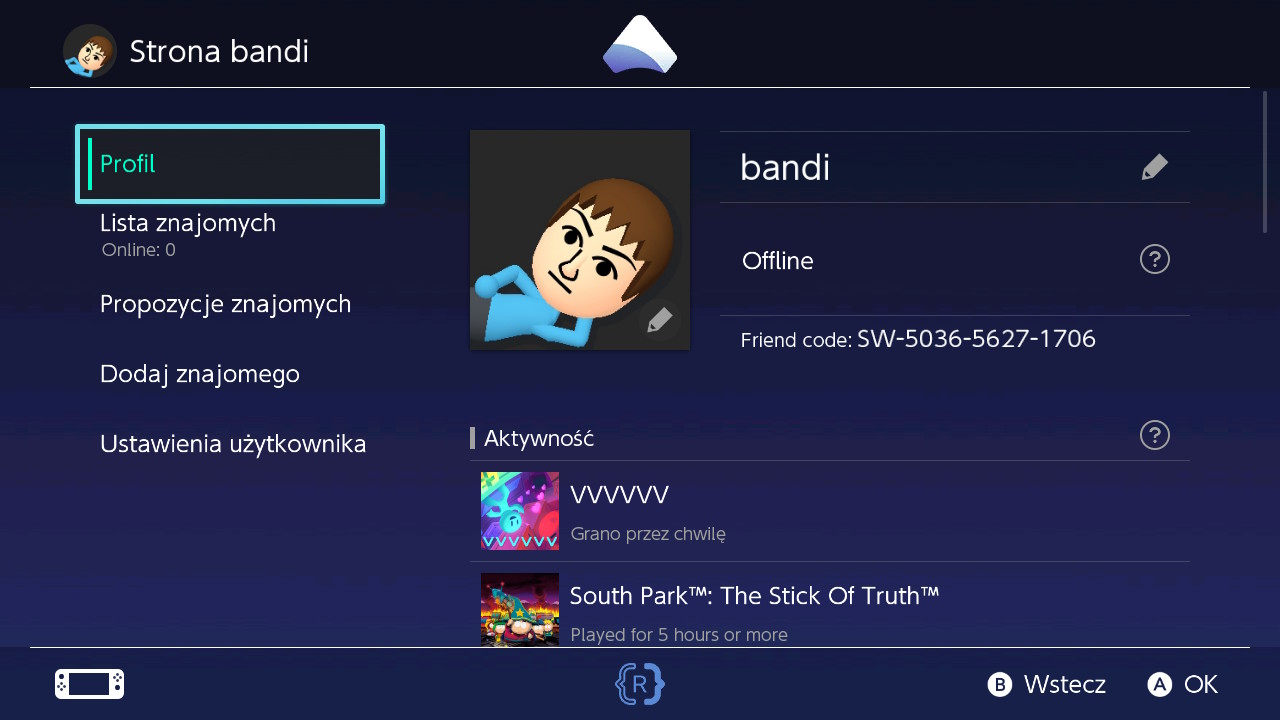 Strona bandi
Profil
Lista znajomych
Online: 0
Propozycje znajomych
Dodaj znajomego
Ustawienia użytkownika
bandi
Offline
?
Friend code: SW-5036-5627-1706
Aktywność
?
VVVVVV
VVVVVV
Grano przez chwilę
South Park™: The Stick Of Truth™
Played for 5 hours or more
{R}
B Wstecz
A OK